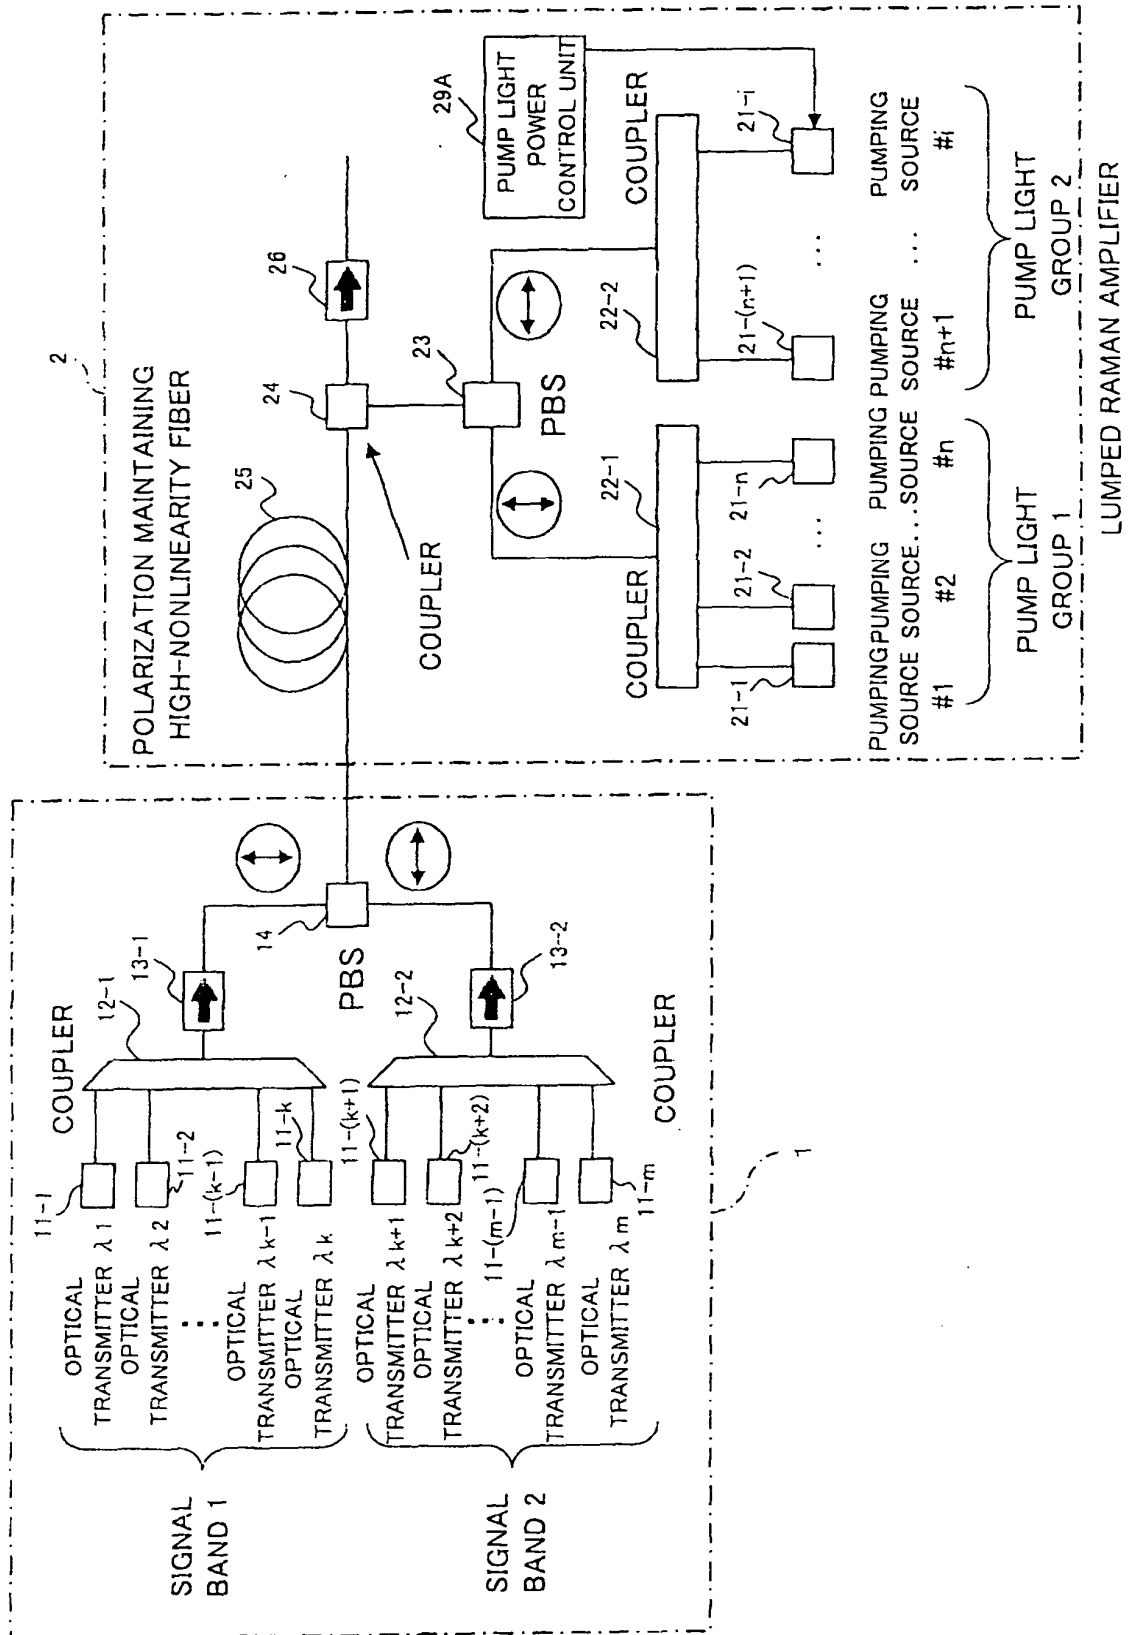 SIGNAL
BAND 1
OPTICAL
TRANSMITTER λ1
OPTICAL
TRANSMITTER λ2
OPTICAL
TRANSMITTER λk-1
OPTICAL
TRANSMITTER λk
11-1
11-2
11-(k-1)
11-k
COUPLER
12-1
13-1
SIGNAL
BAND 2
OPTICAL
TRANSMITTER λk+1
OPTICAL
TRANSMITTER λk+2
OPTICAL
TRANSMITTER λm-1
OPTICAL
TRANSMITTER λm
11-(k+1)
11-(k+2)
11-(m-1)
11-m
COUPLER
12-2
13-2
14
PBS
1
2
POLARIZATION MAINTAINING
HIGH-NONLINEARITY FIBER
25
24
26
COUPLER
23
PBS
29A
PUMP LIGHT
POWER
CONTROL UNIT
COUPLER
22-1
22-2
COUPLER
21-1
21-2
...
21-n
21-(n+1)
...
21-i
PUMPING PUMPING PUMPING PUMPING PUMPING
SOURCE SOURCE...SOURCE SOURCE ... SOURCE
#1 #2 #n #n+1 #i
PUMP LIGHT
GROUP 1
PUMP LIGHT
GROUP 2
LUMPED RAMAN AMPLIFIER